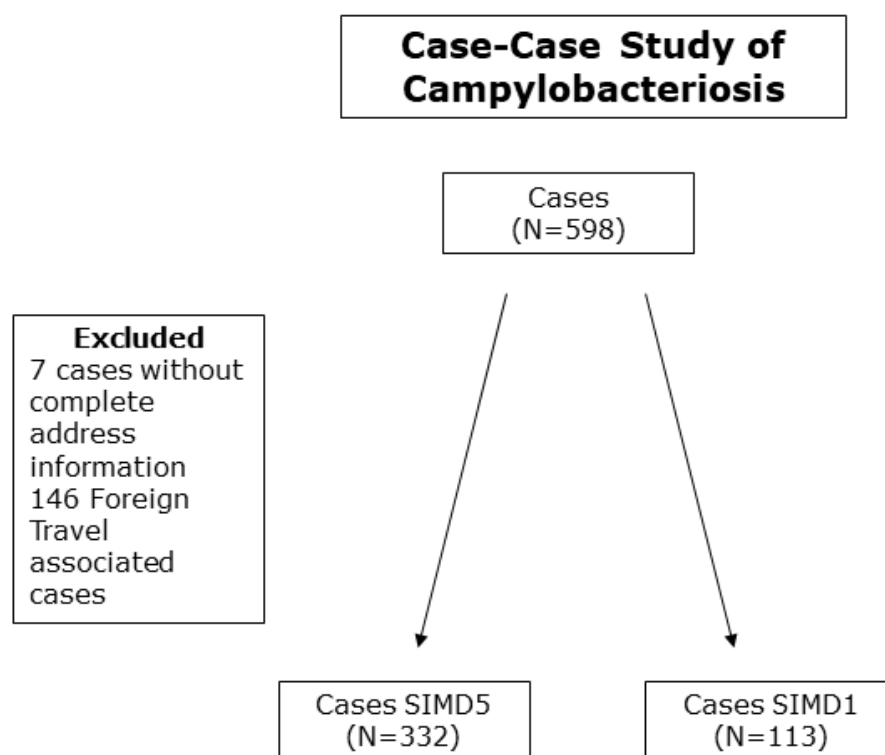 Case-Case Study of
Campylobacteriosis
Cases
(N=598)
Excluded
7 cases without
complete
address
information
146 Foreign
Travel
associated
cases
Cases SIMD5
(N=332)
Cases SIMD1
(N=113)